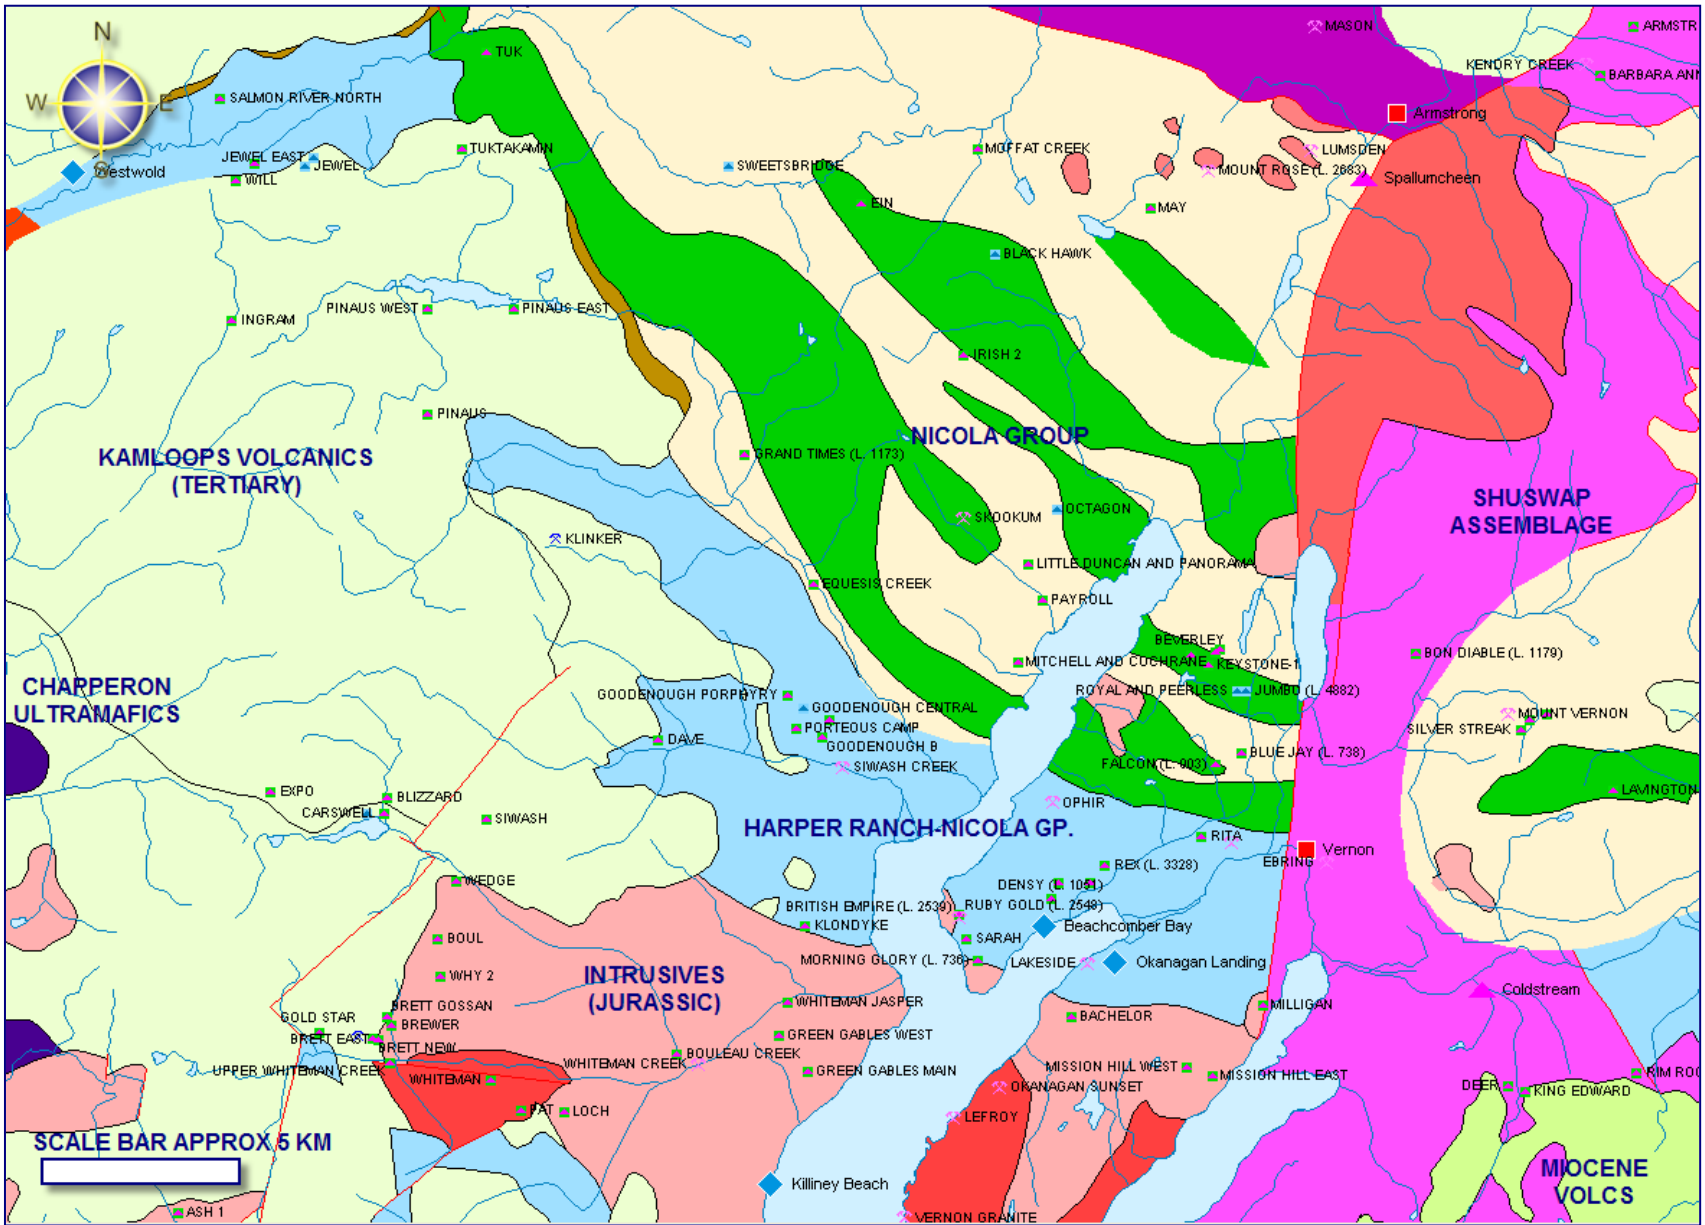 N
MASON
ARMSTR
TUK
KENDRY CREEK
BARBARA ANN
W
E
SALMON RIVER NORTH
Armstrong
JEWEL EAST
TUKTAKAMIN
MOFFAT CREEK
LUMSDEN
Westwold
S
JEWEL
SWEETSBRIDGE
MOUNT ROSE (L. 2683)
Spallumcheen
WILL
EIN
MAY
BLACK HAWK
PINAUS WEST
PINAUS EAST
INGRAM
IRISH 2
PINAUS
NICOLA GROUP
KAMLOOPS VOLCANICS
(TERTIARY)
GRAND TIMES (L. 1173)
SHUSWAP
ASSEMBLAGE
SKOOKUM
OCTAGON
KLINKER
LITTLE DUNCAN AND PANORAMA
EQUESIS CREEK
PAYROLL
BEVERLEY
MITCHELL AND COCHRANE
KEYSTONE-1
BON DIABLE (L. 1179)
CHAPPERON
ULTRAMAFICS
GOODENOUGH PORPHYRY
ROYAL AND PEERLESS
JUMBO (L. 4882)
GOODENOUGH CENTRAL
MOUNT VERNON
PORTEOUS CAMP
SILVER STREAK
DAVE
GOODENOUGH B
BLUE JAY (L. 738)
SIWASH CREEK
FALCON (L. 903)
EXPO
BLIZZARD
LAVINGTON
CARSWELL
SIWASH
OPHIR
HARPER RANCH-NICOLA GP.
RITA
Vernon
EBRING
REX (L. 3328)
WEDGE
DENSY (L. 1051)
BRITISH EMPIRE (L. 2539)
RUBY GOLD (L. 2548)
KLONDYKE
Beachcomber Bay
BOUL
SARAH
MORNING GLORY (L. 736)
LAKESIDE
Okanagan Landing
WHY 2
INTRUSIVES
(JURASSIC)
Coldstream
WHITEMAN JASPER
BRETT GOSSAN
MILLIGAN
GOLD STAR
BREWER
BACHELOR
BRETT EAST
BRETT NEW
GREEN GABLES WEST
BOULEAU CREEK
UPPER WHITEMAN CREEK
WHITEMAN CREEK
GREEN GABLES MAIN
MISSION HILL WEST
MISSION HILL EAST
RIM ROC
WHITEMAN
OKANAGAN SUNSET
DEER
KING EDWARD
PAT
LOCH
LEFROY
SCALE BAR APPROX 5 KM
MIOCENE
VOLCS
Killiney Beach
ASH 1
VERNON GRANITE